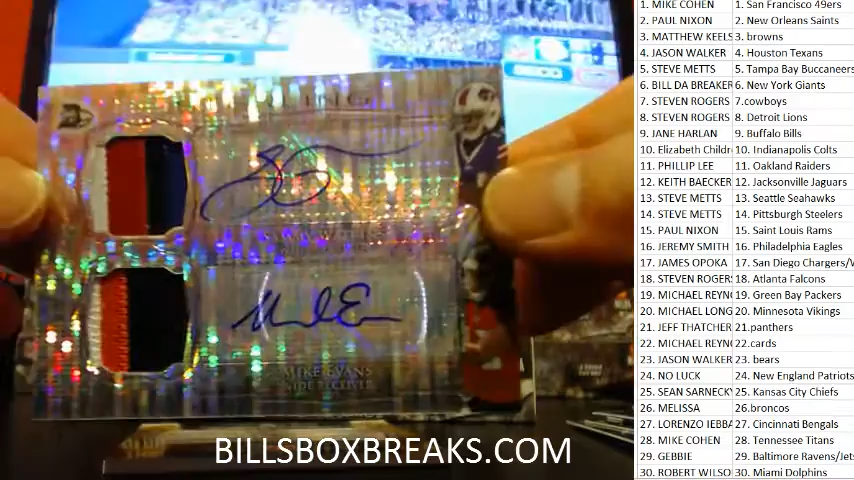 MIKE EVANS
WIDE RECEIVER
BILLSBOXBREAKS.COM
1. MIKE COHEN 1. San Francisco 49ers
2. PAUL NIXON 2. New Orleans Saints
3. MATTHEW KEELS 3. browns
4. JASON WALKER 4. Houston Texans
5. STEVE METTS 5. Tampa Bay Buccaneers
6. BILL DA BREAKER 6. New York Giants
7. STEVEN ROGERS 7.cowboys
8. STEVEN ROGERS 8. Detroit Lions
9. JANE HARLAN 9. Buffalo Bills
10. Elizabeth Childr 10. Indianapolis Colts
11. PHILLIP LEE 11. Oakland Raiders
12. KEITH BAECKER 12. Jacksonville Jaguars
13. STEVE METTS 13. Seattle Seahawks
14. STEVE METTS 14. Pittsburgh Steelers
15. PAUL NIXON 15. Saint Louis Rams
16. JEREMY SMITH 16. Philadelphia Eagles
17. JAMES OPOKA 17. San Diego Chargers/V
18. STEVEN ROGERS 18. Atlanta Falcons
19. MICHAEL REYN 19. Green Bay Packers
20. MICHAEL LONG 20. Minnesota Vikings
21. JEFF THATCHER 21.panthers
22. MICHAEL REYN 22.cards
23. JASON WALKER 23. bears
24. NO LUCK 24. New England Patriots
25. SEAN SARNECK 25. Kansas City Chiefs
26. MELISSA 26.broncos
27. LORENZO IEBBA 27. Cincinnati Bengals
28. MIKE COHEN 28. Tennessee Titans
29. GEBBIE 29. Baltimore Ravens/Jets
30. ROBERT WILSO 30. Miami Dolphins